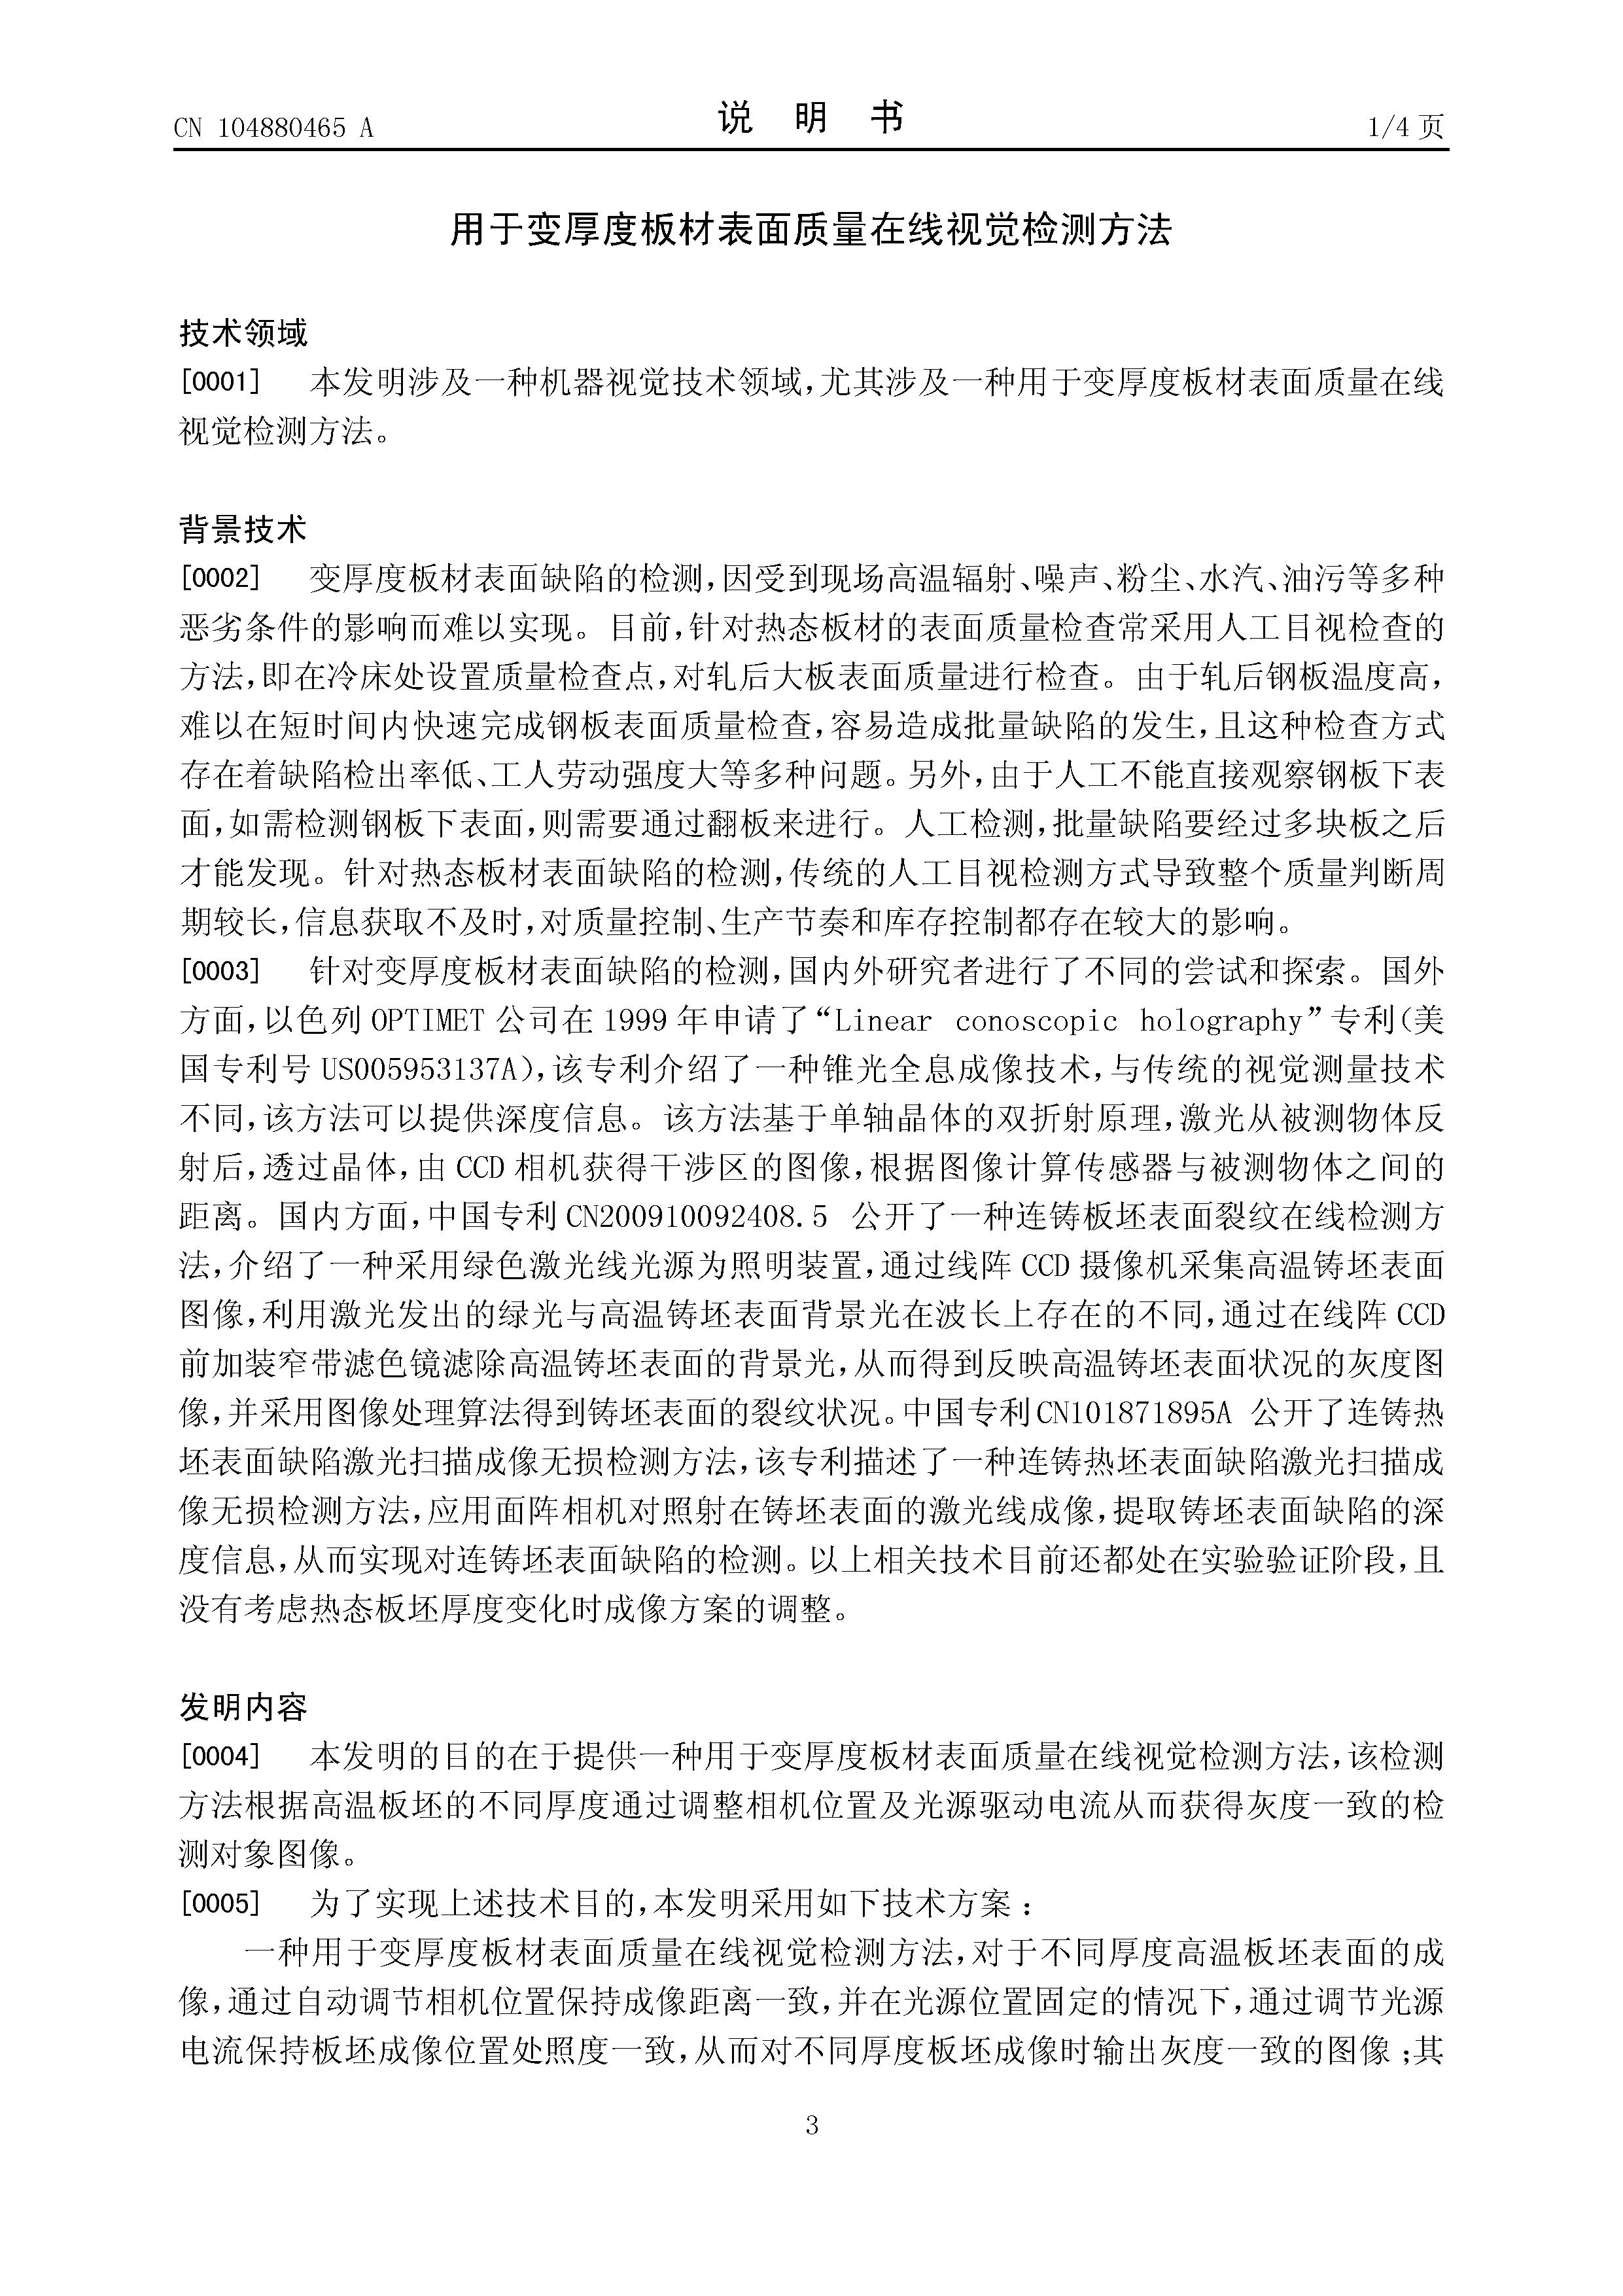 CN 104880465 A
说 明 书
1/4 页
用于变厚度板材表面质量在线视觉检测方法
技术领域
[0001] 本发明涉及一种机器视觉技术领域,尤其涉及一种用于变厚度板材表面质量在线
视觉检测方法。
背景技术
[0002] 变厚度板材表面缺陷的检测,因受到现场高温辐射、噪声、粉尘、水汽、油污等多种
恶劣条件的影响而难以实现。目前,针对热态板材的表面质量检查常采用人工目视检查的
方法,即在冷床处设置质量检查点,对轧后大板表面质量进行检查。由于轧后钢板温度高,
难以在短时间内快速完成钢板表面质量检查,容易造成批量缺陷的发生,且这种检查方式
存在着缺陷检出率低、工人劳动强度大等多种问题。另外,由于人工不能直接观察钢板下表
面,如需检测钢板下表面,则需要通过翻板来进行。人工检测,批量缺陷要经过多块板之后
才能发现。针对热态板材表面缺陷的检测,传统的人工目视检测方式导致整个质量判断周
期较长,信息获取不及时,对质量控制、生产节奏和库存控制都存在较大的影响。
[0003] 针对变厚度板材表面缺陷的检测,国内外研究者进行了不同的尝试和探索。国外
方面,以色列 OPTIMET 公司在 1999 年申请了“Linear conoscopic holography”专利(美
国专利号 US005953137A),该专利介绍了一种锥光全息成像技术,与传统的视觉测量技术
不同,该方法可以提供深度信息。该方法基于单轴晶体的双折射原理,激光从被测物体反
射后,透过晶体,由 CCD 相机获得干涉区的图像,根据图像计算传感器与被测物体之间的
距离。国内方面,中国专利 CN200910092408.5 公开了一种连铸板坯表面裂纹在线检测方
法,介绍了一种采用绿色激光线光源为照明装置,通过线阵 CCD 摄像机采集高温铸坯表面
图像,利用激光发出的绿光与高温铸坯表面背景光在波长上存在的不同,通过在线阵 CCD
前加装窄带滤色镜滤除高温铸坯表面的背景光,从而得到反映高温铸坯表面状况的灰度图
像,并采用图像处理算法得到铸坯表面的裂纹状况。中国专利CN101871895A 公开了连铸热
坯表面缺陷激光扫描成像无损检测方法,该专利描述了一种连铸热坯表面缺陷激光扫描成
像无损检测方法,应用面阵相机对照射在铸坯表面的激光线成像,提取铸坯表面缺陷的深
度信息,从而实现对连铸坯表面缺陷的检测。以上相关技术目前还都处在实验验证阶段,且
没有考虑热态板坯厚度变化时成像方案的调整。
发明内容
[0004] 本发明的目的在于提供一种用于变厚度板材表面质量在线视觉检测方法,该检测
方法根据高温板坯的不同厚度通过调整相机位置及光源驱动电流从而获得灰度一致的检
测对象图像。
[0005] 为了实现上述技术目的,本发明采用如下技术方案:
一种用于变厚度板材表面质量在线视觉检测方法,对于不同厚度高温板坯表面的成
像,通过自动调节相机位置保持成像距离一致,并在光源位置固定的情况下,通过调节光源
电流保持板坯成像位置处照度一致,从而对不同厚度板坯成像时输出灰度一致的图像;其
3